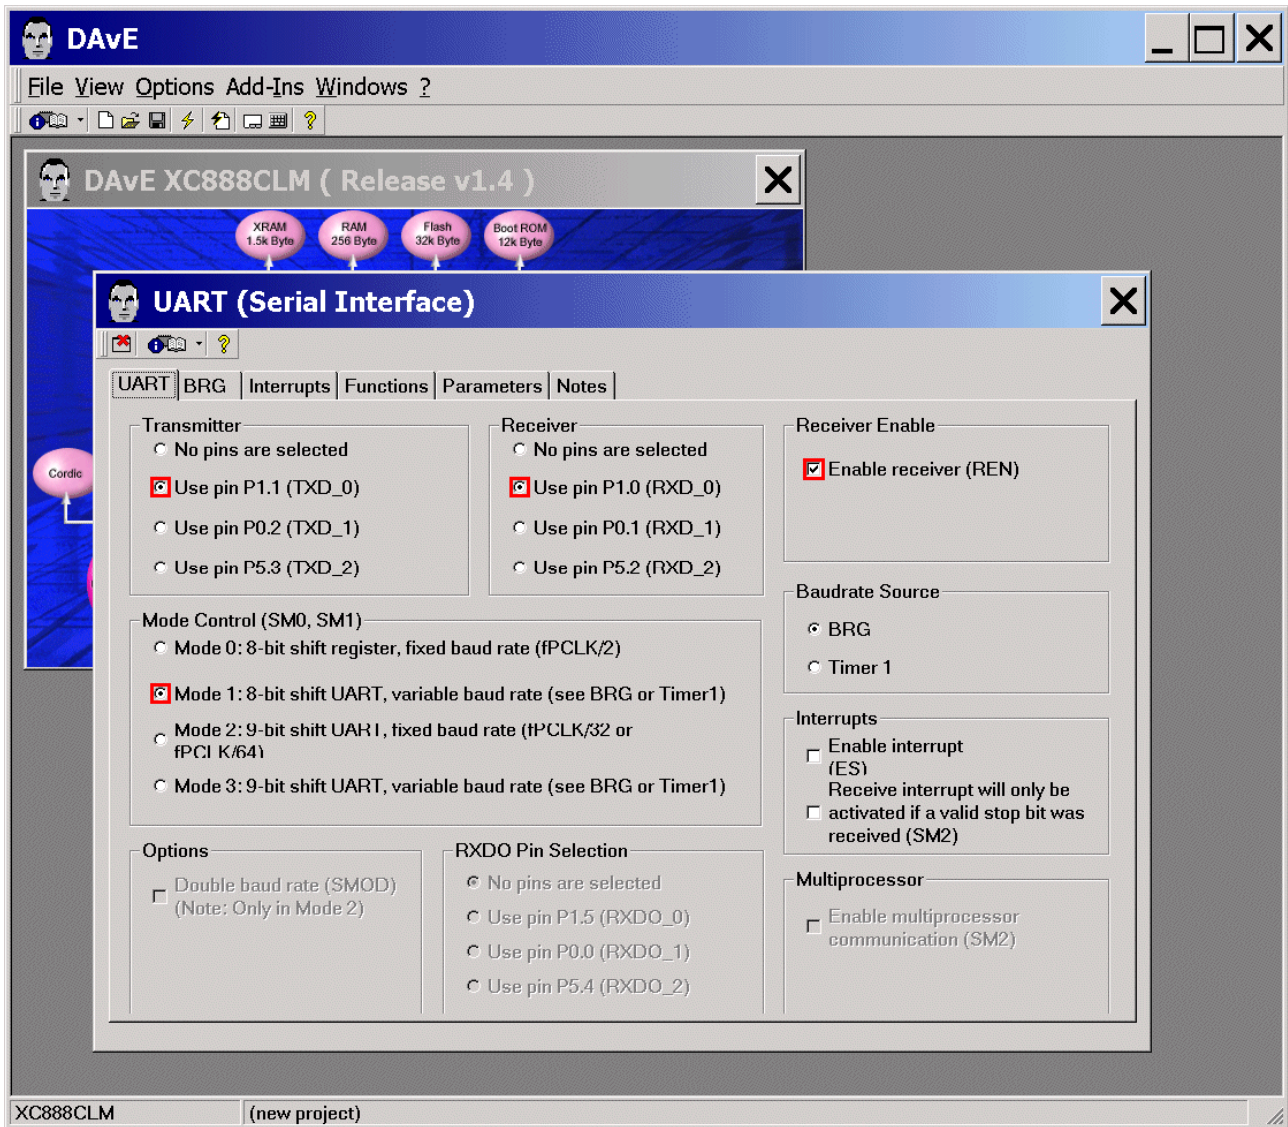 DAvE
File View Options Add-Ins Windows ?
DAvE XC888CLM ( Release v1.4 )
XRAM
1.5k Byte
RAM
256 Byte
Flash
32k Byte
Boot ROM
12k Byte
Cordic
UART (Serial Interface)
UART BRG Interrupts Functions Parameters Notes
Transmitter
No pins are selected
Use pin P1.1 (TXD_0)
Use pin P0.2 (TXD_1)
Use pin P5.3 (TXD_2)
Receiver
No pins are selected
Use pin P1.0 (RXD_0)
Use pin P0.1 (RXD_1)
Use pin P5.2 (RXD_2)
Receiver Enable
Enable receiver (REN)
Mode Control (SM0, SM1)
Mode 0: 8-bit shift register, fixed baud rate (fPCLK/2)
Mode 1: 8-bit shift UART, variable baud rate (see BRG or Timer1)
Mode 2: 9-bit shift UART, fixed baud rate (fPCLK/32 or
fPCLK/64)
Mode 3: 9-bit shift UART, variable baud rate (see BRG or Timer1)
Baudrate Source
BRG
Timer 1
Interrupts
Enable interrupt
(ES)
Receive interrupt will only be
activated if a valid stop bit was
received (SM2)
Options
Double baud rate (SMOD)
(Note: Only in Mode 2)
RXDO Pin Selection
No pins are selected
Use pin P1.5 (RXDO_0)
Use pin P0.0 (RXDO_1)
Use pin P5.4 (RXDO_2)
Multiprocessor
Enable multiprocessor
communication (SM2)
XC888CLM
(new project)